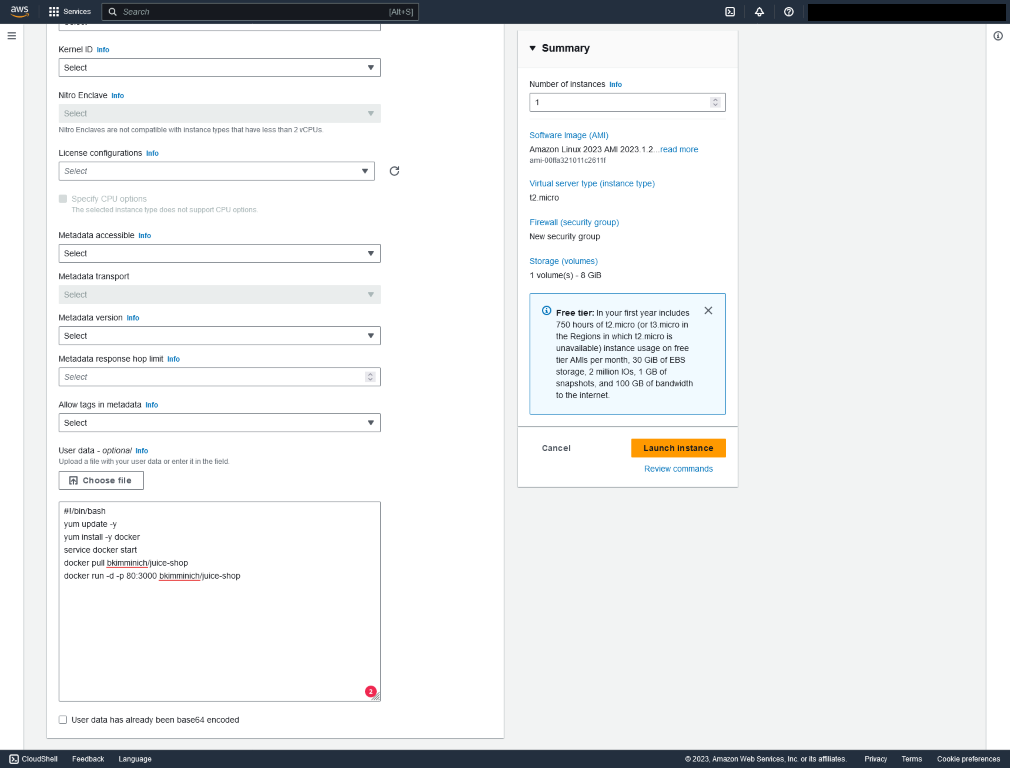 aws
Services
Search
[Alt+S]
Kernel ID Info
Select
Nitro Enclave Info
Select
Nitro Enclaves are not compatible with instance types that have less than 2 vCPUs.
License configurations Info
Select
Specify CPU options
The selected instance type does not support CPU options.
Metadata accessible Info
Select
Metadata transport
Select
Metadata version Info
Select
Metadata response hop limit Info
Select
Allow tags in metadata Info
Select
User data - optional Info
Upload a file with your user data or enter it in the field.
Choose file
#!/bin/bash
yum update -y
yum install -y docker
service docker start
docker pull bkimminich/juice-shop
docker run -d -p 80:3000 bkimminich/juice-shop
2
User data has already been base64 encoded
Summary
Number of instances Info
1
Software Image (AMI)
Amazon Linux 2023 AMI 2023.1.2...read more
ami-00ffa321011c2611f
Virtual server type (instance type)
t2.micro
Firewall (security group)
New security group
Storage (volumes)
1 volume(s) - 8 GiB
Free tier: In your first year includes
750 hours of t2.micro (or t3.micro in
the Regions in which t2.micro is
unavailable) instance usage on free
tier AMIs per month, 30 GiB of EBS
storage, 2 million IOs, 1 GB of
snapshots, and 100 GB of bandwidth
to the internet.
Cancel
Launch instance
Review commands
CloudShell
Feedback
Language
© 2023, Amazon Web Services, Inc. or its affiliates.
Privacy
Terms
Cookie preferences